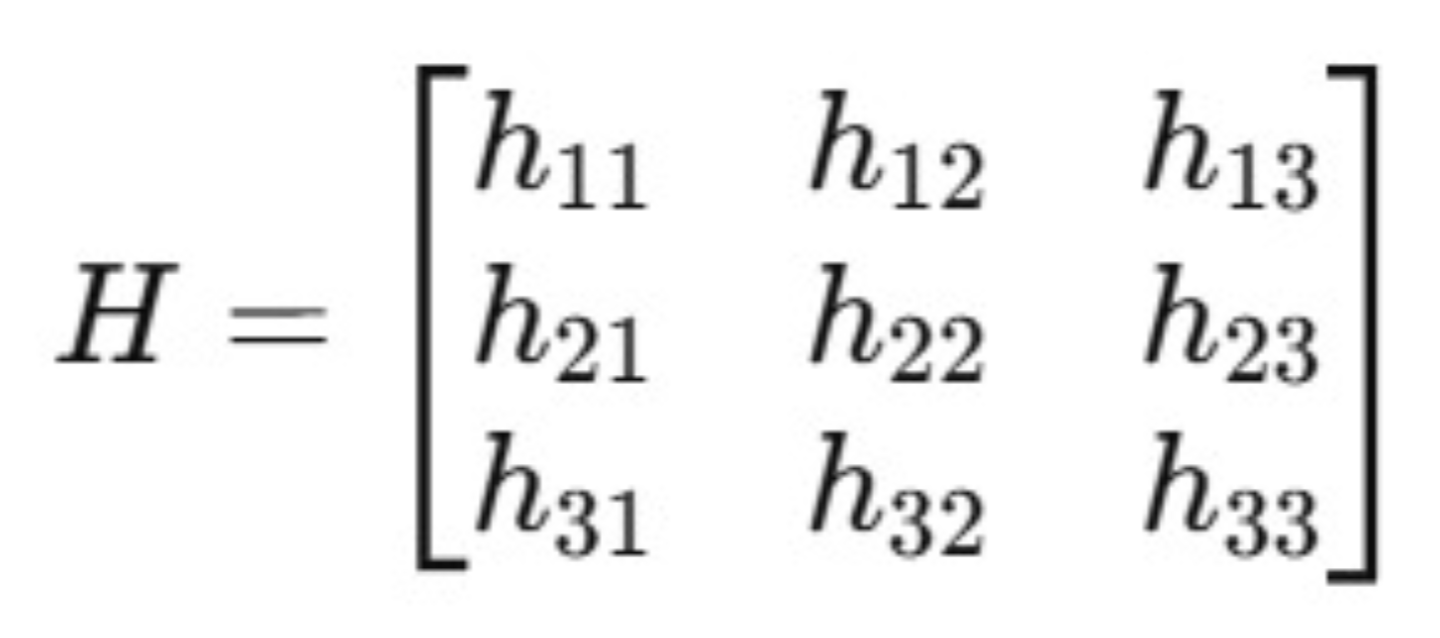 h₁₁ h₁₂ h₁₃
H = h₂₁ h₂₂ h₂₃
h₃₁ h₃₂ h₃₃